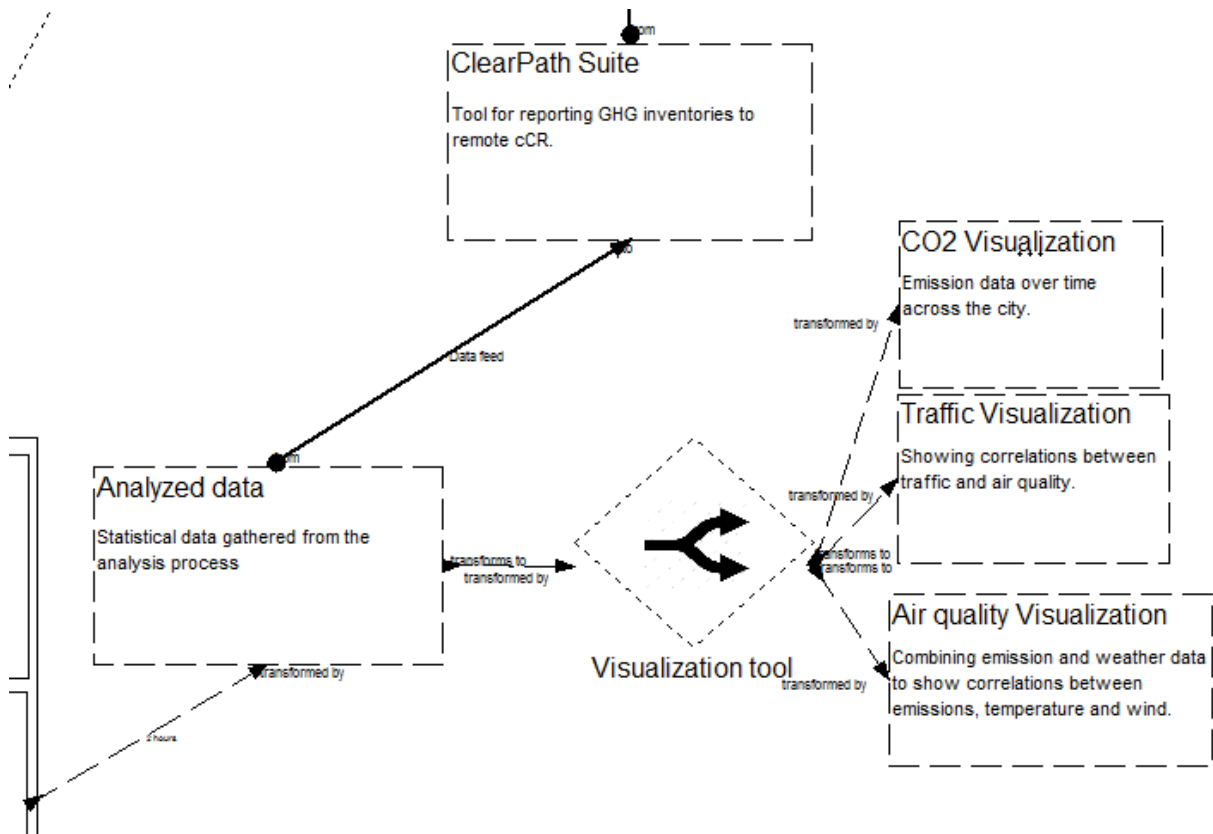 ClearPath Suite
Tool for reporting GHG inventories to
remote cCR.
to
CO2 Visualization
Emission data over time
across the city.
transformed by
Data feed
Traffic Visualization
Showing correlations between
traffic and air quality.
transformed by
Analyzed data
Statistical data gathered from the
analysis process
transforms to
transformed by
transforms to
transforms to
Visualization tool
Air quality Visualization
Combining emission and weather data
to show correlations between
emissions, temperature and wind.
transformed by
transformed by
2 hours